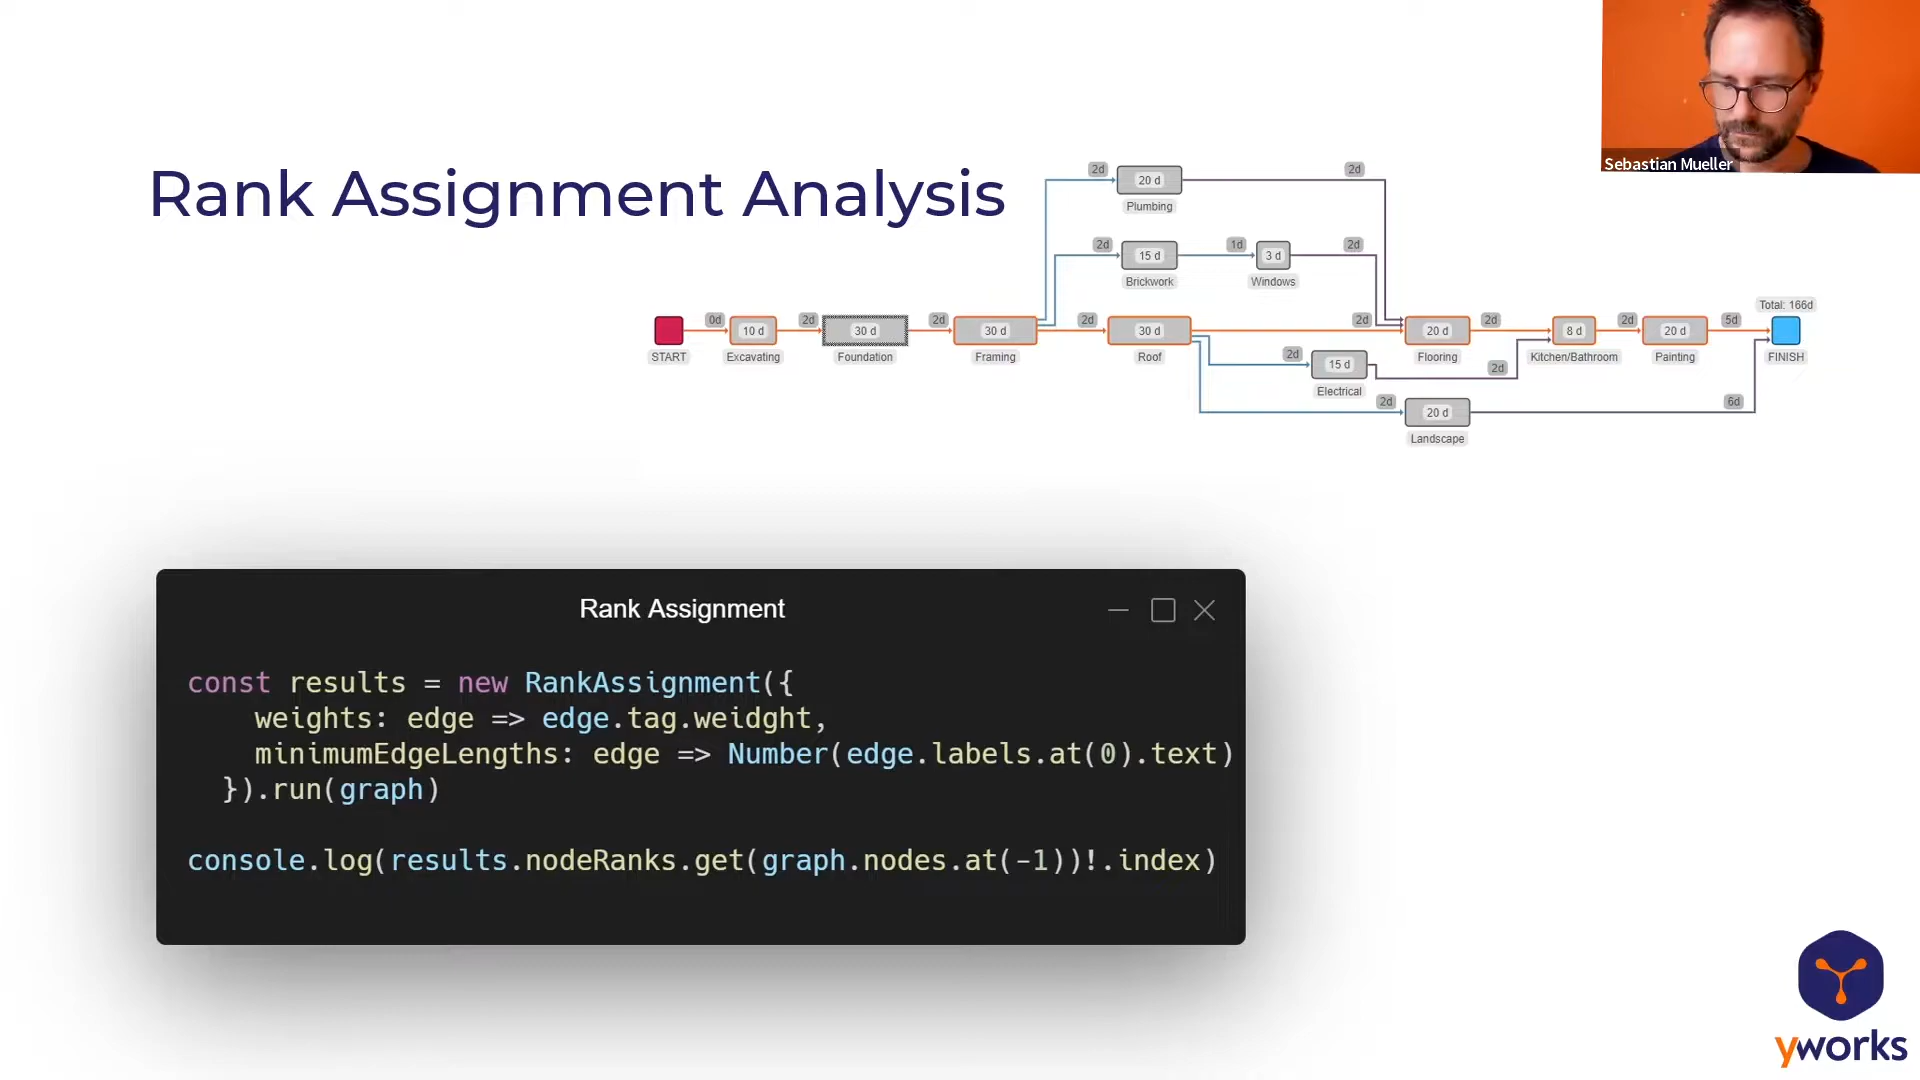 Sebastian Mueller
Rank Assignment Analysis
2d 20 d 2d
Plumbing
2d 15 d 1d 3 d 2d
Brickwork Windows
Total: 166d
0d 10 d 2d 30 d 2d 30 d 2d 30 d 2d 20 d 2d 8 d 2d 20 d 5d
START Excavating Foundation Framing Roof Flooring Kitchen/Bathroom Painting FINISH
2d 15 d 2d
Electrical
2d 20 d 6d
Landscape
Rank Assignment
const results = new RankAssignment({
weights: edge => edge.tag.weidght,
minimumEdgeLengths: edge => Number(edge.labels.at(0).text)
}).run(graph)
console.log(results.nodeRanks.get(graph.nodes.at(-1))!.index)
yworks